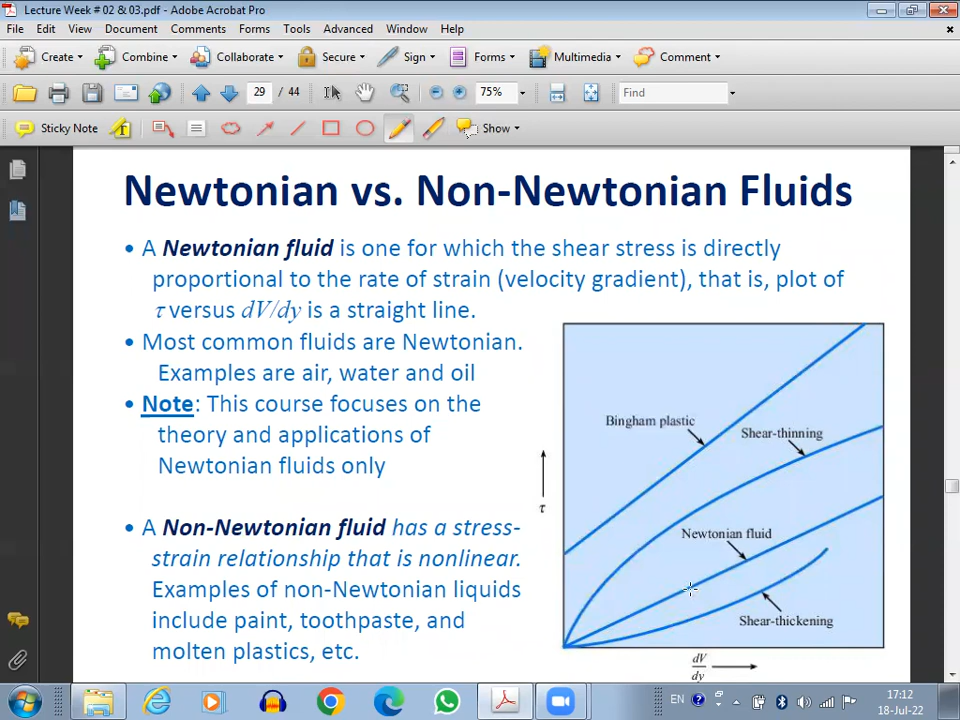 Lecture Week # 02 & 03.pdf - Adobe Acrobat Pro
File Edit View Document Comments Forms Tools Advanced Window Help
Create Combine Collaborate Secure Sign Forms Multimedia Comment
29 / 44 75% Find
Sticky Note Show
Newtonian vs. Non-Newtonian Fluids
• A Newtonian fluid is one for which the shear stress is directly
proportional to the rate of strain (velocity gradient), that is, plot of
τ versus dV/dy is a straight line.
• Most common fluids are Newtonian.
Examples are air, water and oil
• Note: This course focuses on the
theory and applications of
Newtonian fluids only
• A Non-Newtonian fluid has a stress-
strain relationship that is nonlinear.
Examples of non-Newtonian liquids
include paint, toothpaste, and
molten plastics, etc.
Bingham plastic
Shear-thinning
τ
Newtonian fluid
Shear-thickening
dV
dy
EN
17:12
18-Jul-22